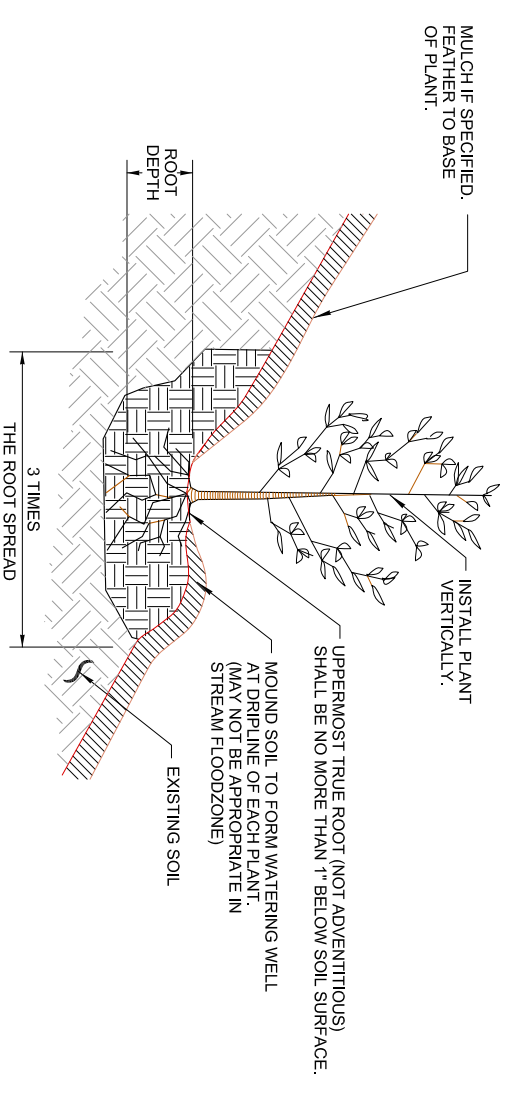 MULCH IF SPECIFIED.
FEATHER TO BASE
OF PLANT.
INSTALL PLANT
VERTICALLY.
UPPERMOST TRUE ROOT (NOT ADVENTITIOUS)
SHALL BE NO MORE THAN 1" BELOW SOIL SURFACE.
MOUND SOIL TO FORM WATERING WELL
AT DRIPLINE OF EACH PLANT.
(MAY NOT BE APPROPRIATE IN
STREAM FLOODZONE)
ROOT
DEPTH
EXISTING SOIL
3 TIMES
THE ROOT SPREAD